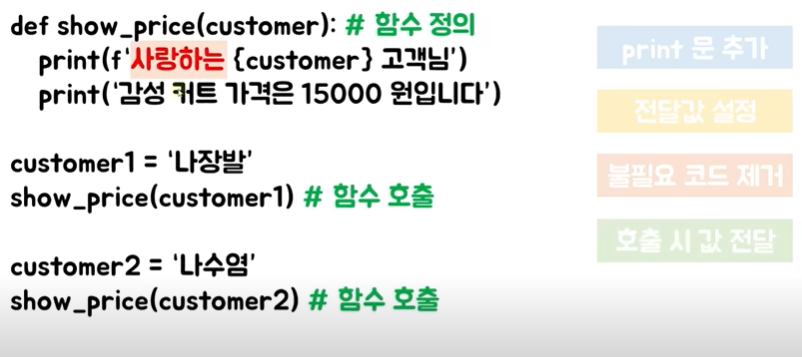 def show_price(customer): # 함수 정의
print(f‘사랑하는 {customer} 고객님’)
print(‘감성 커트 가격은 15000 원입니다’)
customer1 = ‘나장발’
show_price(customer1) # 함수 호출
customer2 = ‘나수염’
show_price(customer2) # 함수 호출
print 문 추가
전달값 설정
불필요 코드 제거
호출 시 값 전달